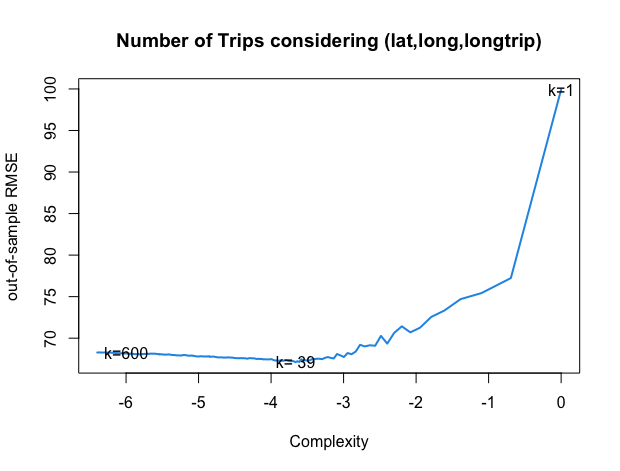 Number of Trips considering (lat,long,longtrip)
out-of-sample RMSE
100
95
90
85
80
75
70
k=1
k=600
k= 39
-6 -5 -4 -3 -2 -1 0
Complexity